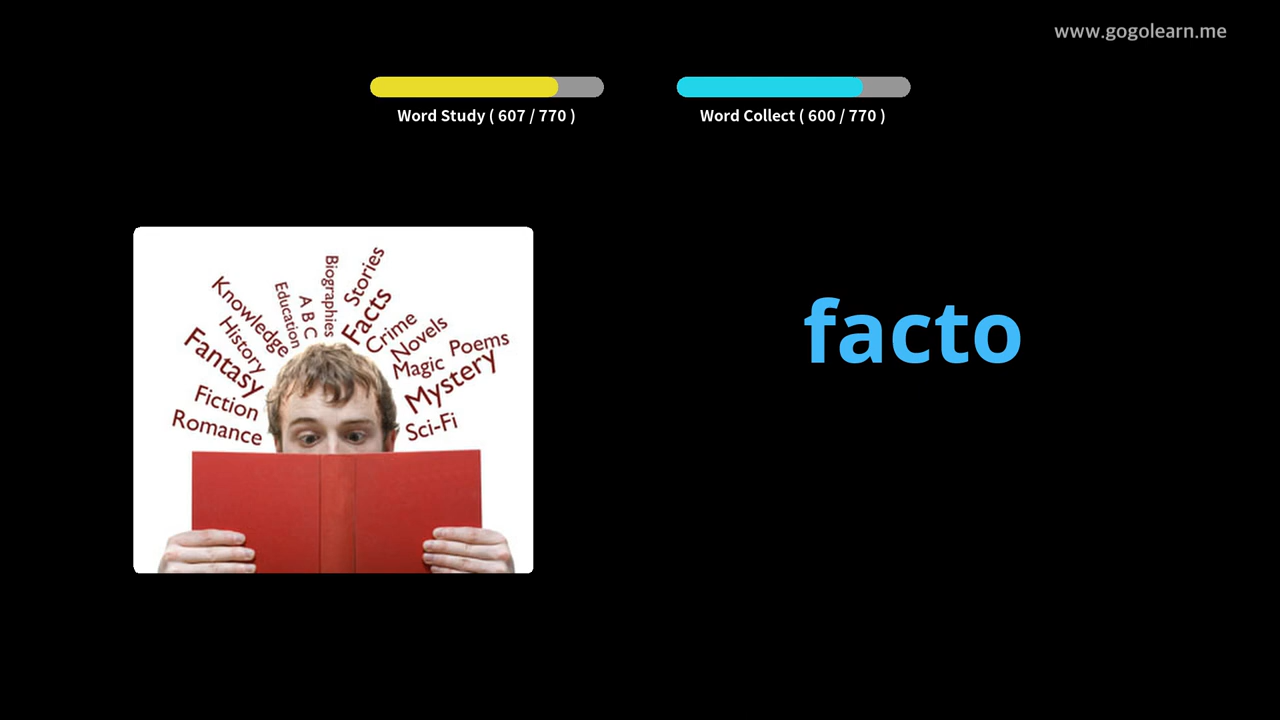 www.gogolearn.me
Word Study ( 607 / 770 )
Word Collect ( 600 / 770 )
Biographies
Stories
Knowledge
Education
A B C
Facts
History
Crime
Novels
Fantasy
Magic
Poems
Mystery
Fiction
Romance
Sci-Fi
facto